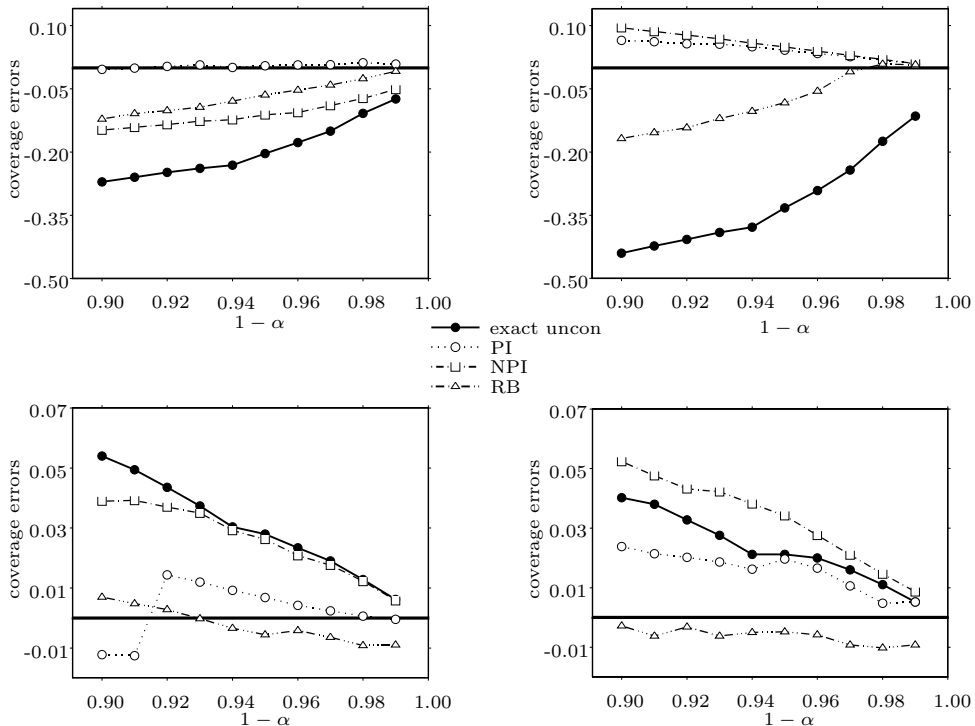 coverage errors
0.10
-0.05
-0.20
-0.35
-0.50
0.90 0.92 0.94 0.96 0.98 1.00
1 − α
coverage errors
0.10
-0.05
-0.20
-0.35
-0.50
0.90 0.92 0.94 0.96 0.98 1.00
1 − α
exact uncon
PI
NPI
RB
coverage errors
0.07
0.05
0.03
0.01
-0.01
0.90 0.92 0.94 0.96 0.98 1.00
1 − α
coverage errors
0.07
0.05
0.03
0.01
-0.01
0.90 0.92 0.94 0.96 0.98 1.00
1 − α